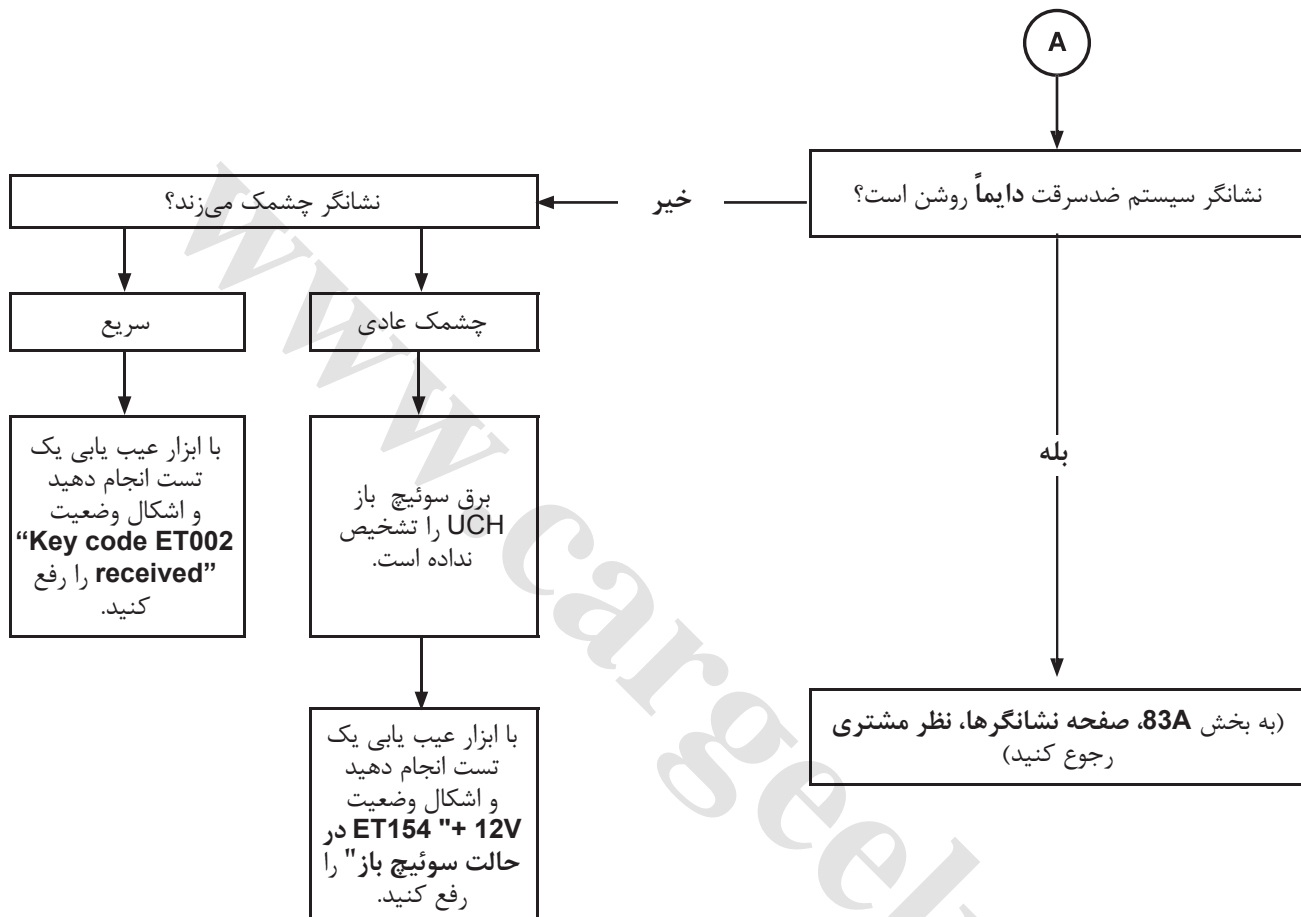 A
نشانگر سیستم ضدسرقت دایماً روشن است؟
خیر
نشانگر چشمک می‌زند؟
سریع
چشمک عادی
با ابزار عیب یابی یک
تست انجام دهید
و اشکال وضعیت
“Key code ET002
received” را رفع
کنید.
برق سوئیچ باز
UCH را تشخیص
نداده است.
بله
با ابزار عیب یابی یک
تست انجام دهید
و اشکال وضعیت
ET154 "+ 12V در
حالت سوئیچ باز" را
رفع کنید.
(به بخش 83A، صفحه نشانگرها، نظر مشتری
رجوع کنید)
www.cargeek